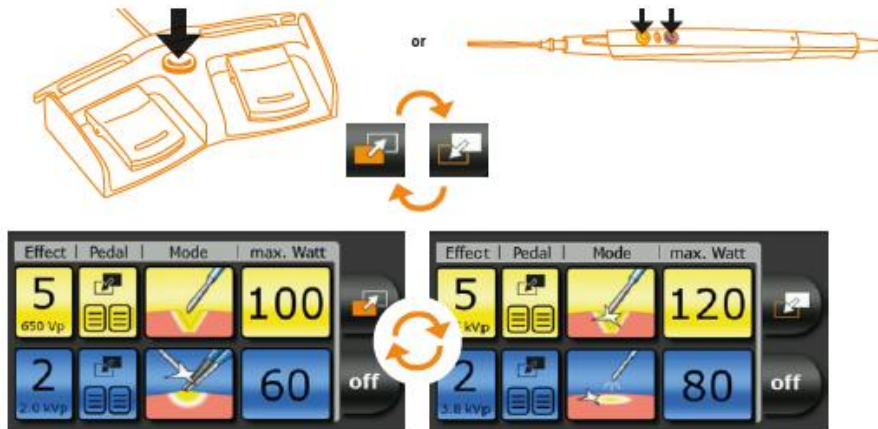 or
Effect | Pedal | Mode | max. Watt
5 100
650 Vp
2 60 off
2.0 kVp
Effect | Pedal | Mode | max. Watt
5 120
kVp
2 80 off
3.8 kVp